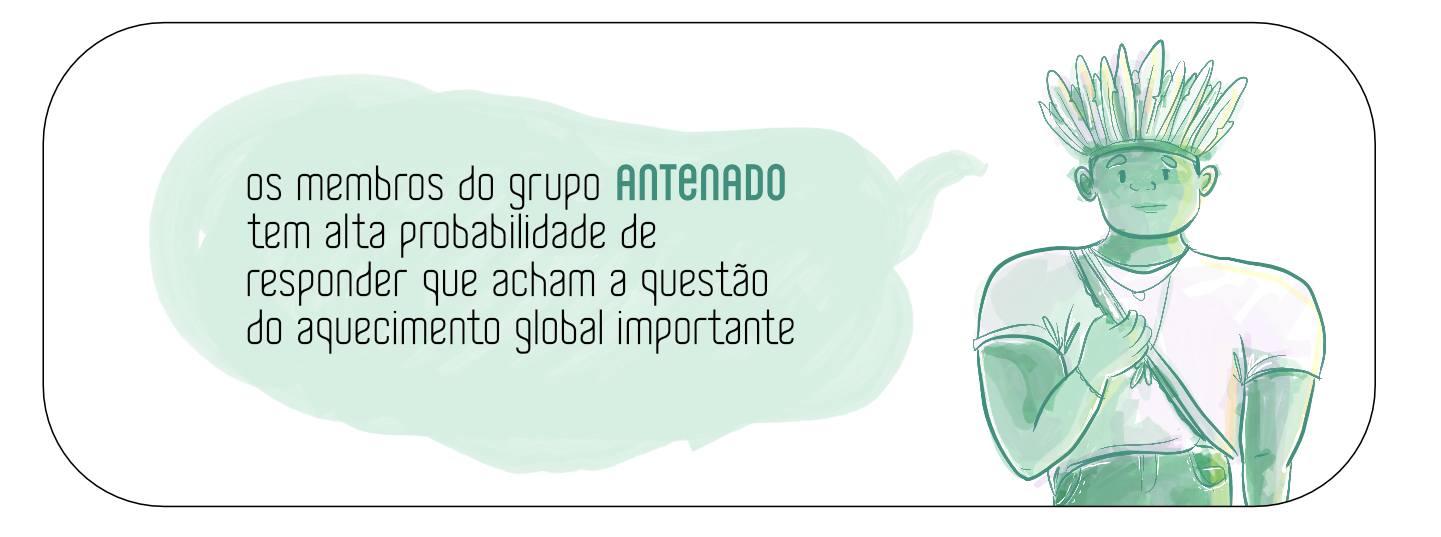 os membros do grupo ANTENADO
tem alta probabilidade de
responder que acham a questão
do aquecimento global importante